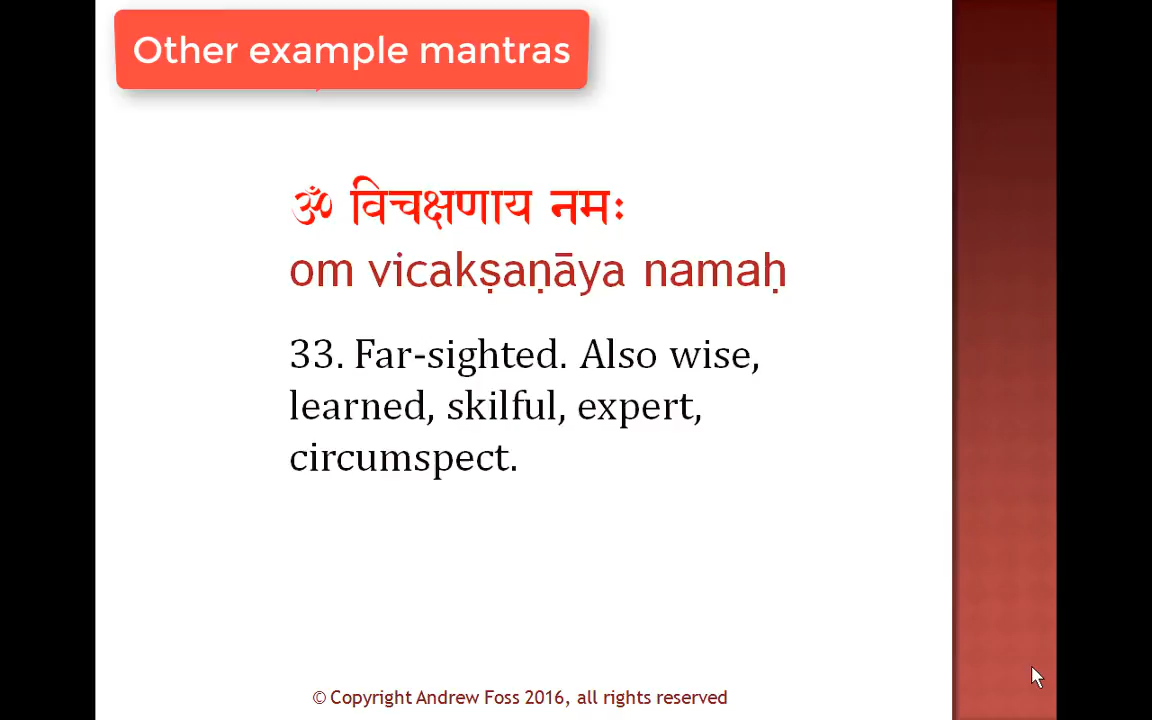 Other example mantras
ॐ विचक्षणाय नमः
om vicakṣaṇāya namaḥ
33. Far-sighted. Also wise,
learned, skilful, expert,
circumspect.
© Copyright Andrew Foss 2016, all rights reserved